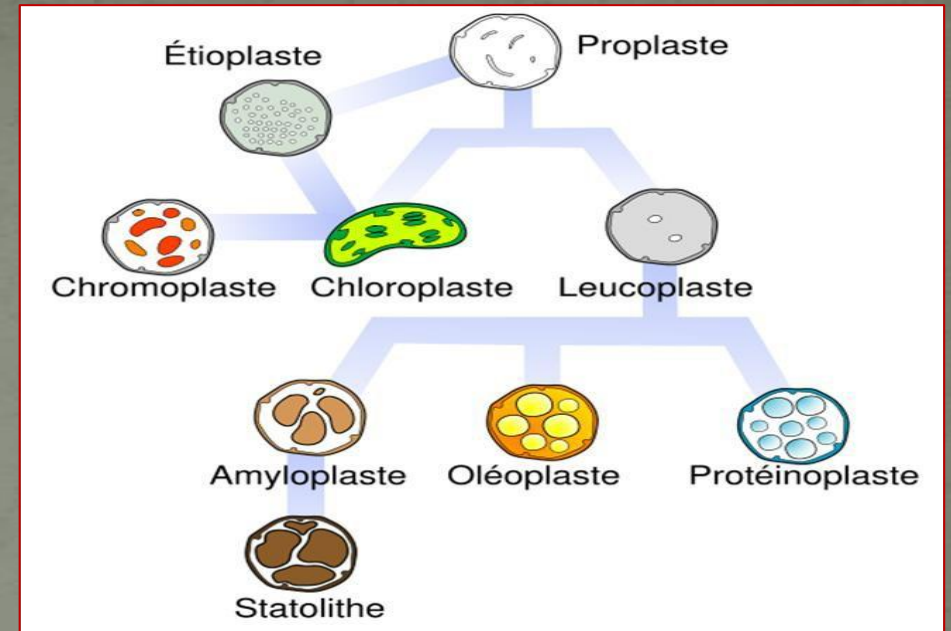 Proplaste
Étioplaste
Chromoplaste
Chloroplaste
Leucoplaste
Amyloplaste
Oléoplaste
Protéinoplaste
Statolithe